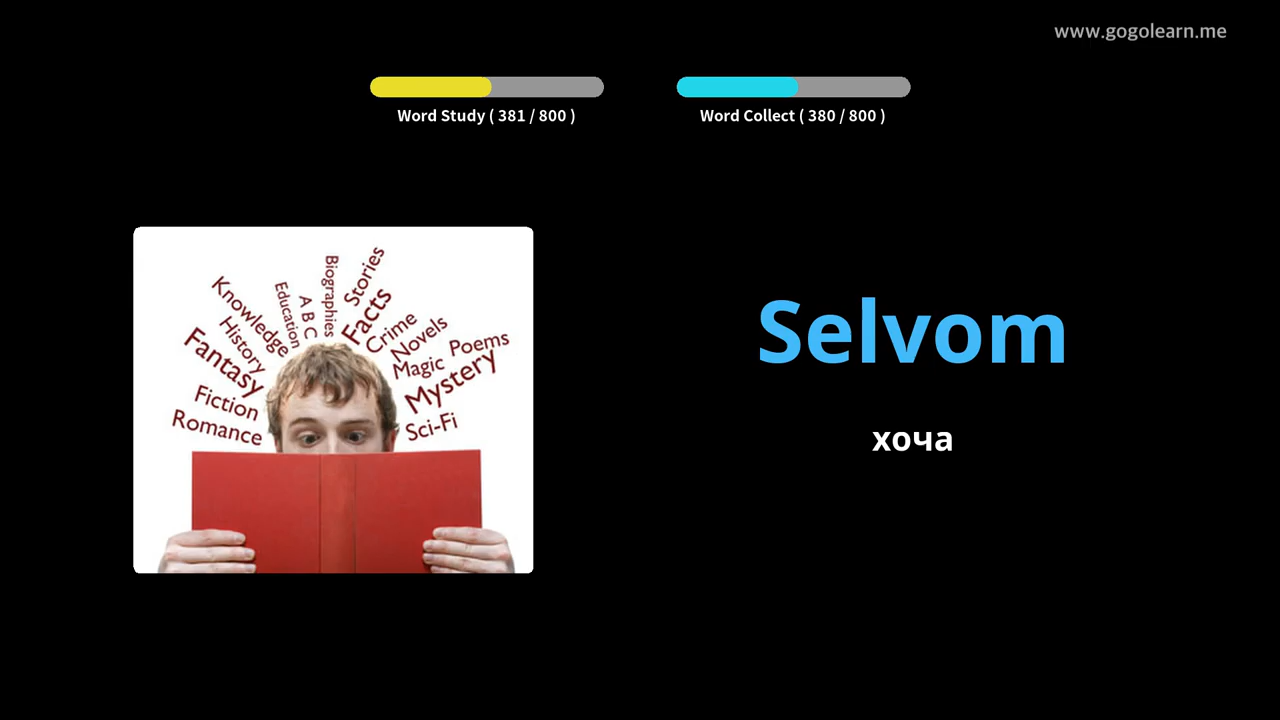 www.gogolearn.me
Word Study ( 381 / 800 )
Word Collect ( 380 / 800 )
Biographies
Stories
Knowledge
Education
A B C
Facts
History
Crime
Novels
Fantasy
Magic
Poems
Mystery
Fiction
Romance
Sci-Fi
Selvom
хоча